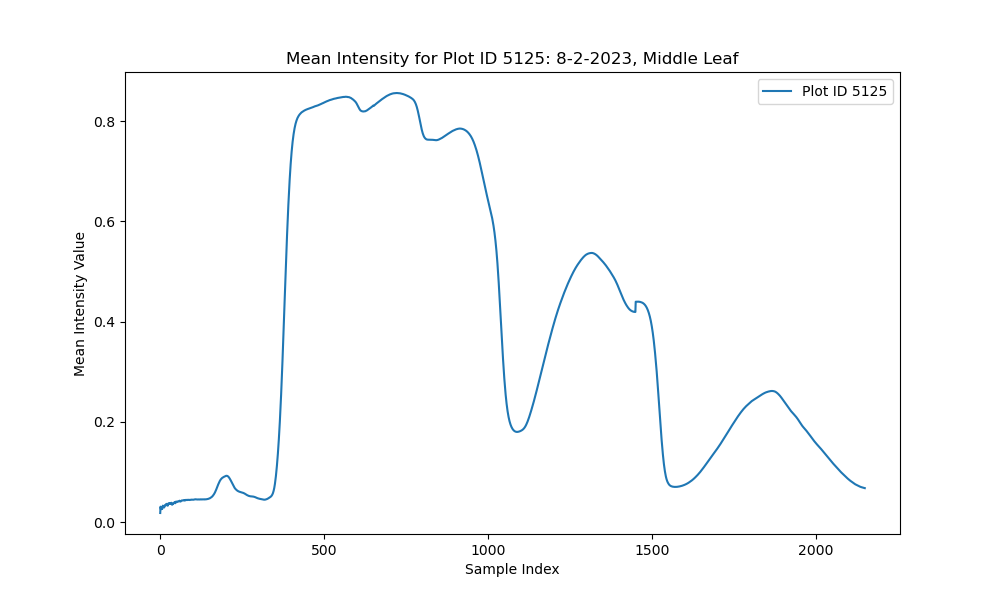 Mean Intensity for Plot ID 5125: 8-2-2023, Middle Leaf
Plot ID 5125
Mean Intensity Value
0.8
0.6
0.4
0.2
0.0
0 500 1000 1500 2000
Sample Index